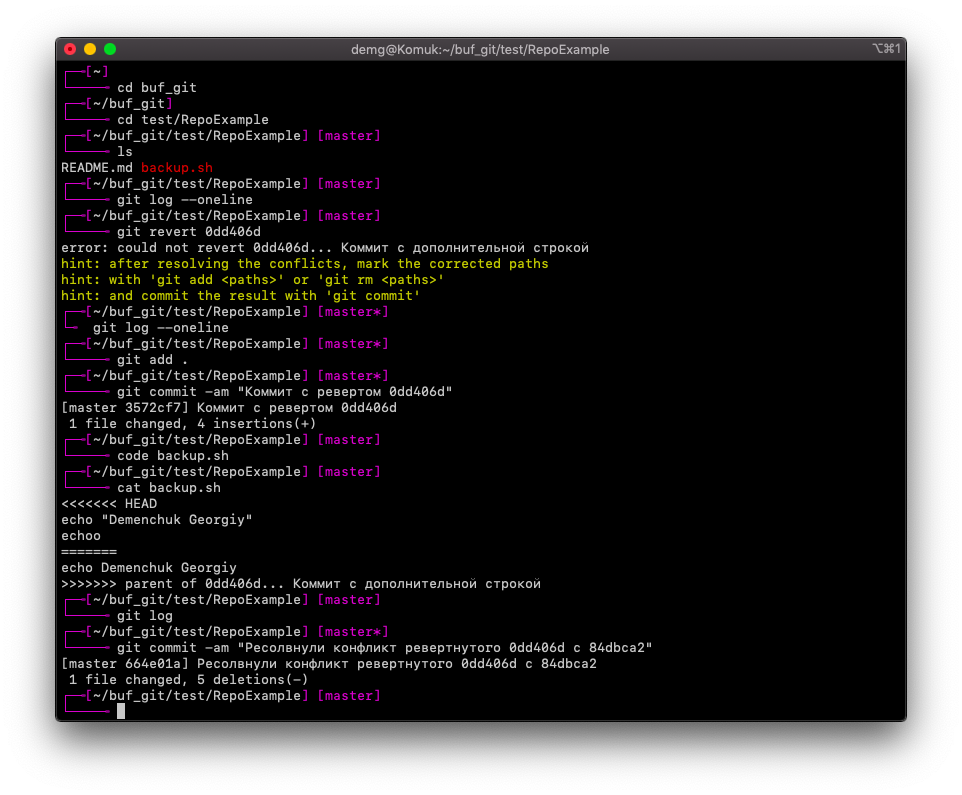 demg@Komuk:~/buf_git/test/RepoExample ⌥⌘1
[~]
cd buf_git
[~/buf_git]
cd test/RepoExample
[~/buf_git/test/RepoExample] [master]
ls
README.md backup.sh
[~/buf_git/test/RepoExample] [master]
git log --oneline
[~/buf_git/test/RepoExample] [master]
git revert 0dd406d
error: could not revert 0dd406d... Коммит с дополнительной строкой
hint: after resolving the conflicts, mark the corrected paths
hint: with 'git add <paths>' or 'git rm <paths>'
hint: and commit the result with 'git commit'
[~/buf_git/test/RepoExample] [master*]
git log --oneline
[~/buf_git/test/RepoExample] [master*]
git add .
[~/buf_git/test/RepoExample] [master*]
git commit -am "Коммит с ревертом 0dd406d"
[master 3572cf7] Коммит с ревертом 0dd406d
1 file changed, 4 insertions(+)
[~/buf_git/test/RepoExample] [master]
code backup.sh
[~/buf_git/test/RepoExample] [master]
cat backup.sh
<<<<<<< HEAD
echo "Demenchuk Georgiy"
echoo
=======
echo Demenchuk Georgiy
>>>>>>> parent of 0dd406d... Коммит с дополнительной строкой
[~/buf_git/test/RepoExample] [master]
git log
[~/buf_git/test/RepoExample] [master*]
git commit -am "Ресолвнули конфликт ревертнутого 0dd406d с 84dbca2"
[master 664e01a] Ресолвнули конфликт ревертнутого 0dd406d с 84dbca2
1 file changed, 5 deletions(-)
[~/buf_git/test/RepoExample] [master]